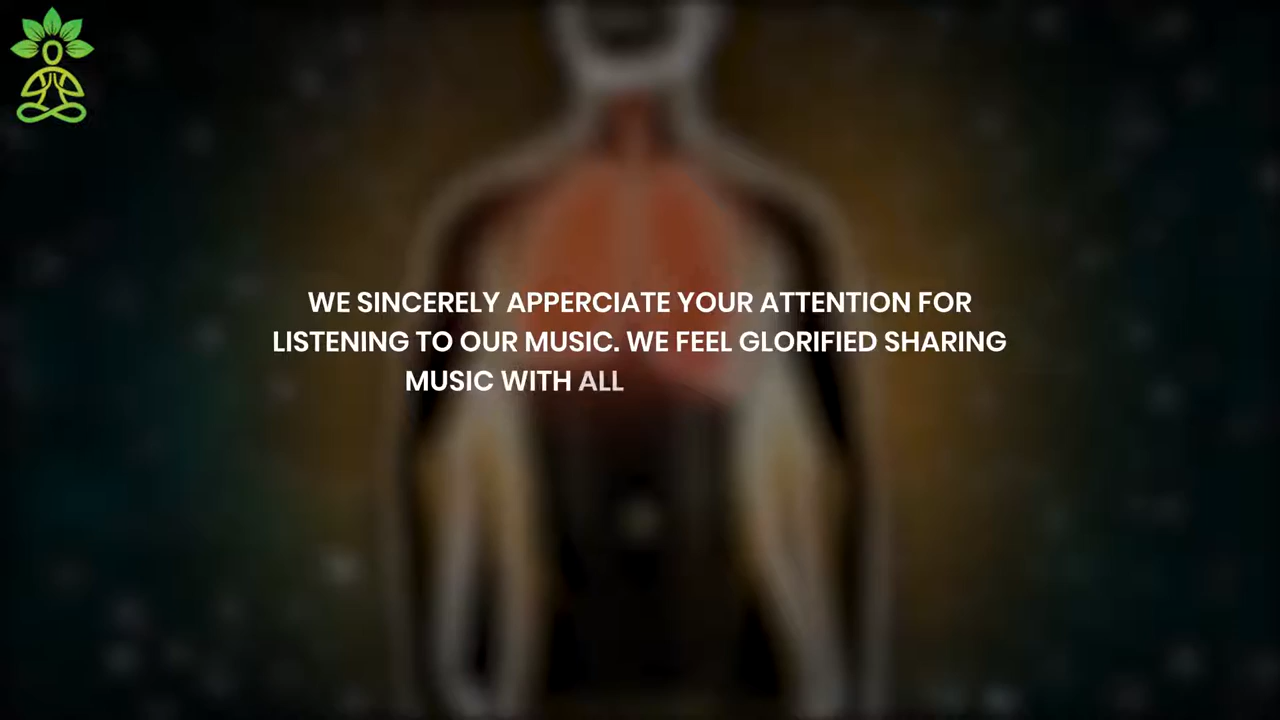 WE SINCERELY APPERCIATE YOUR ATTENTION FOR
LISTENING TO OUR MUSIC. WE FEEL GLORIFIED SHARING
MUSIC WITH ALL